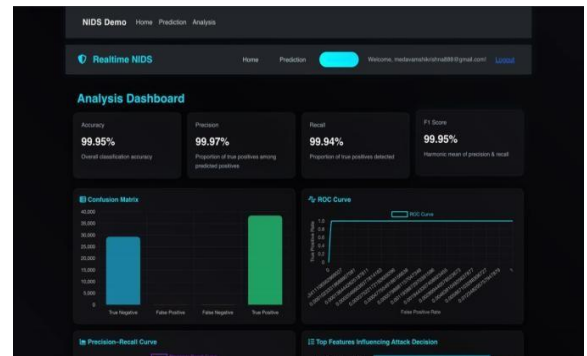 NIDS Demo Home Prediction Analysis
Realtime NIDS Home Prediction Logout
Analysis Dashboard
Accuracy
99.95%
Overall classification accuracy
Precision
99.97%
Proportion of true positives among
predicted positives
Recall
99.94%
Proportion of true positives detected
F1 Score
99.95%
Harmonic mean of precision & recall
Confusion Matrix
40,000
35,000
30,000
25,000
20,000
15,000
10,000
5,000
0
True Negative False Positive False Negative True Positive
ROC Curve
ROC Curve
True Positive Rate
1.0
0.8
0.6
0.4
0.2
0
False Positive Rate
Precision–Recall Curve
Top Features Influencing Attack Decision